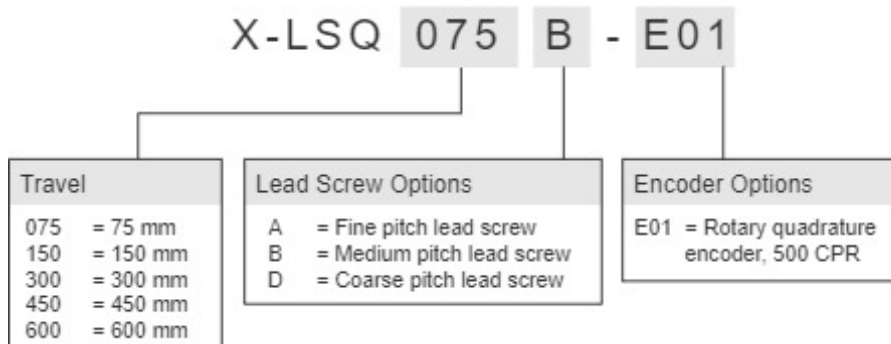 X-LSQ 075 B - E01
Travel
075 = 75 mm
150 = 150 mm
300 = 300 mm
450 = 450 mm
600 = 600 mm
Lead Screw Options
A = Fine pitch lead screw
B = Medium pitch lead screw
D = Coarse pitch lead screw
Encoder Options
E01 = Rotary quadrature
encoder, 500 CPR